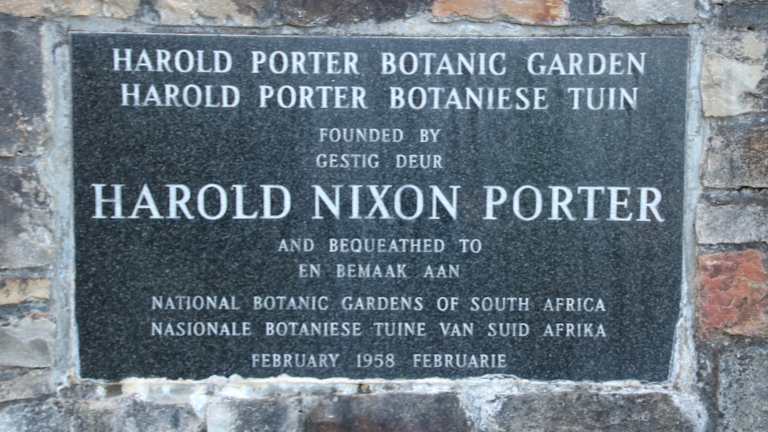 HAROLD PORTER BOTANIC GARDEN
HAROLD PORTER BOTANIESE TUIN
FOUNDED BY
GESTIG DEUR
HAROLD NIXON PORTER
AND BEQUEATHED TO
EN BEMAAK AAN
NATIONAL BOTANIC GARDENS OF SOUTH AFRICA
NASIONALE BOTANIESE TUINE VAN SUID AFRIKA
FEBRUARY 1958 FEBRUARIE